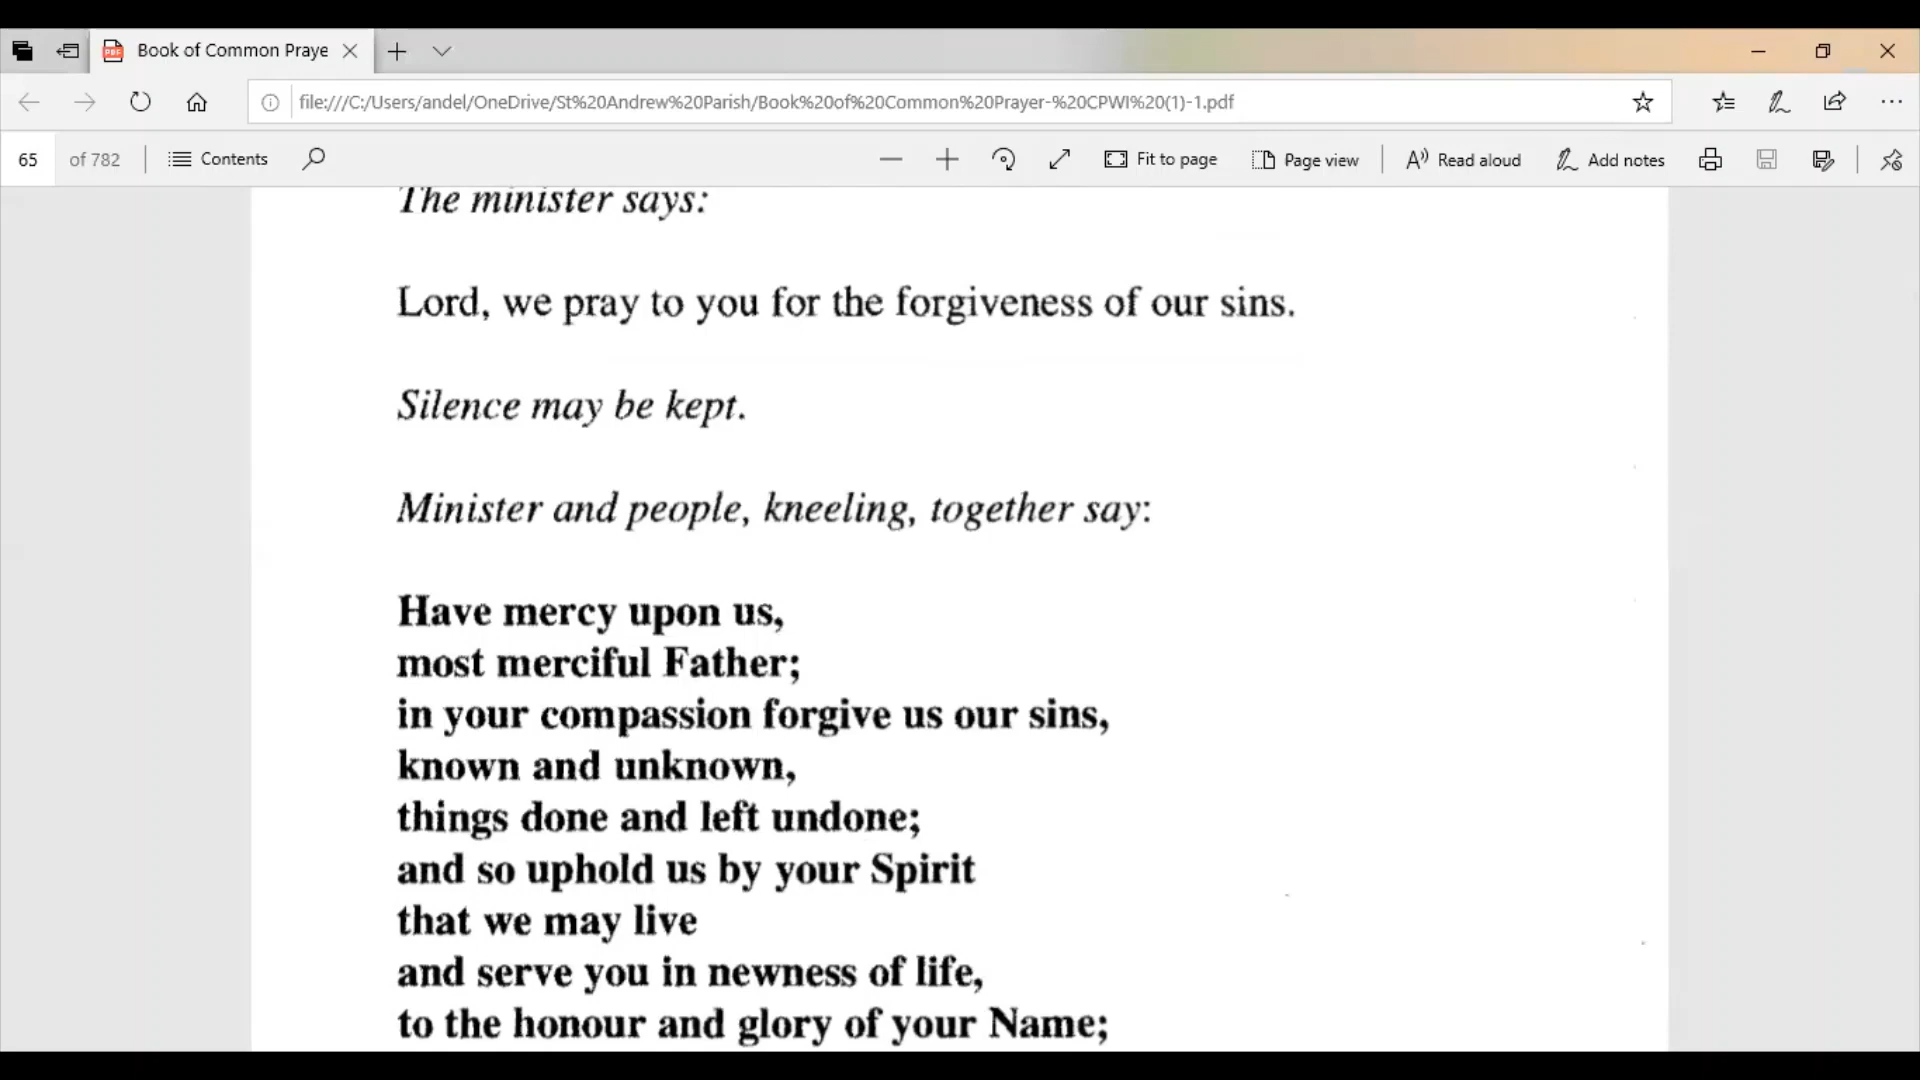 Book of Common Praye
file:///C:/Users/andel/OneDrive/St%20Andrew%20Parish/Book%20of%20Common%20Prayer-%20CPWI%20(1)-1.pdf
65 of 782 Contents Fit to page Page view Read aloud Add notes
The minister says:
Lord, we pray to you for the forgiveness of our sins.
Silence may be kept.
Minister and people, kneeling, together say:
Have mercy upon us,
most merciful Father;
in your compassion forgive us our sins,
known and unknown,
things done and left undone;
and so uphold us by your Spirit
that we may live
and serve you in newness of life,
to the honour and glory of your Name;